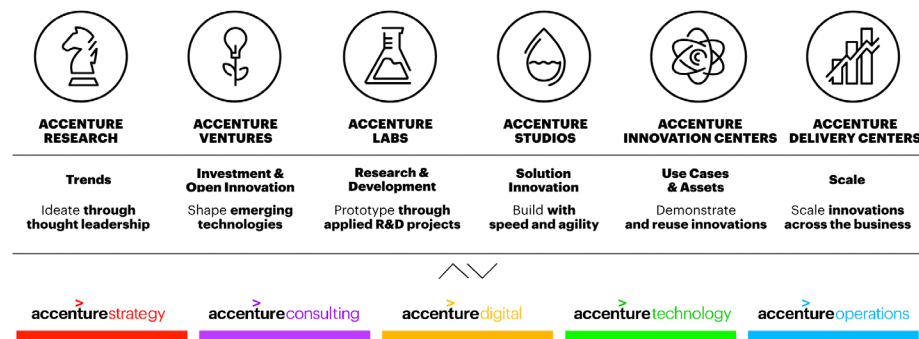 ACCENTURE
RESEARCH
ACCENTURE
VENTURES
ACCENTURE
LABS
ACCENTURE
STUDIOS
ACCENTURE
INNOVATION CENTERS
ACCENTURE
DELIVERY CENTERS
Trends
Investment &
Open Innovation
Research &
Development
Solution
Innovation
Use Cases
& Assets
Scale
Ideate through
thought leadership
Shape emerging
technologies
Prototype through
applied R&D projects
Build with
speed and agility
Demonstrate
and reuse innovations
Scale innovations
across the business
accenturestrategy
accentureconsulting
accenturedigital
accenturetechnology
accentureoperations